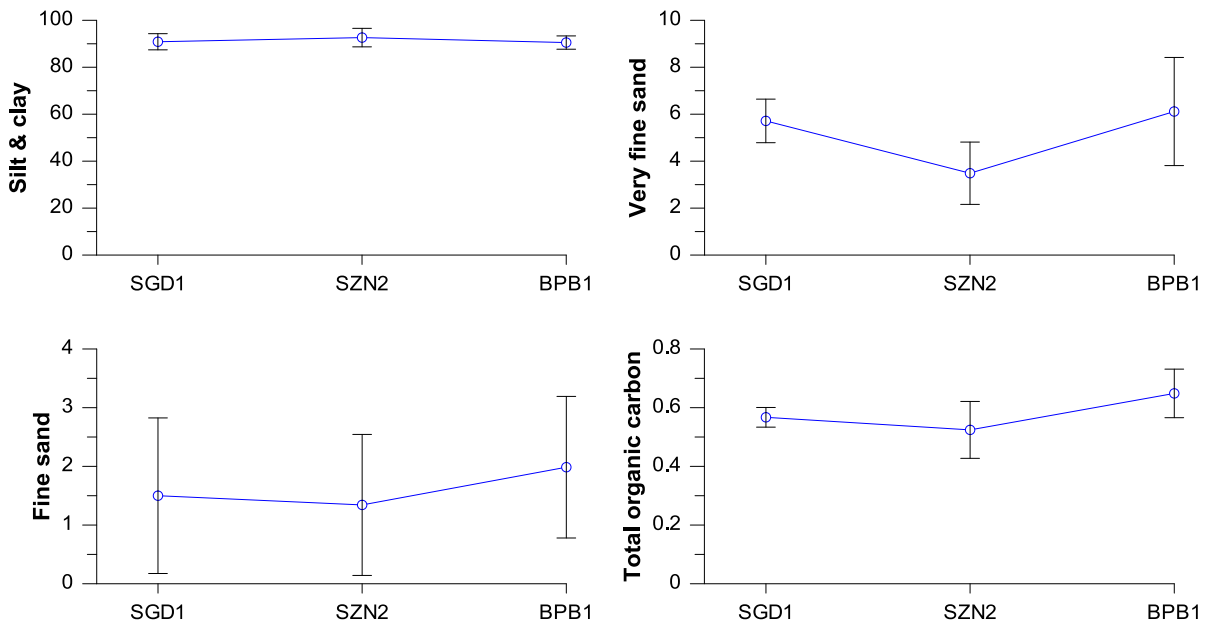 Silt & clay
100
80
60
40
20
0
SGD1 SZN2 BPB1
Very fine sand
10
8
6
4
2
0
SGD1 SZN2 BPB1
Fine sand
4
3
2
1
0
SGD1 SZN2 BPB1
Total organic carbon
0.8
0.6
0.4
0.2
0
SGD1 SZN2 BPB1